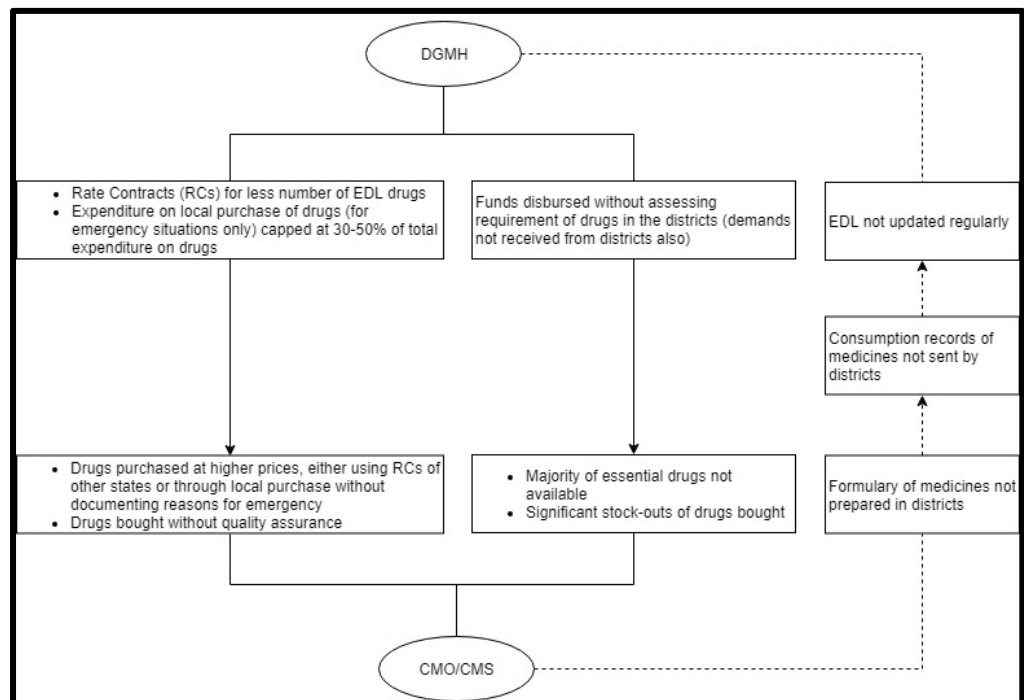 DGMH
• Rate Contracts (RCs) for less number of EDL drugs
• Expenditure on local purchase of drugs (for
emergency situations only) capped at 30-50% of total
expenditure on drugs
Funds disbursed without assessing
requirement of drugs in the districts (demands
not received from districts also)
EDL not updated regularly
Consumption records of
medicines not sent by
districts
• Drugs purchased at higher prices, either using RCs of
other states or through local purchase without
documenting reasons for emergency
• Drugs bought without quality assurance
• Majority of essential drugs not
available
• Significant stock-outs of drugs bought
Formulary of medicines not
prepared in districts
CMO/CMS